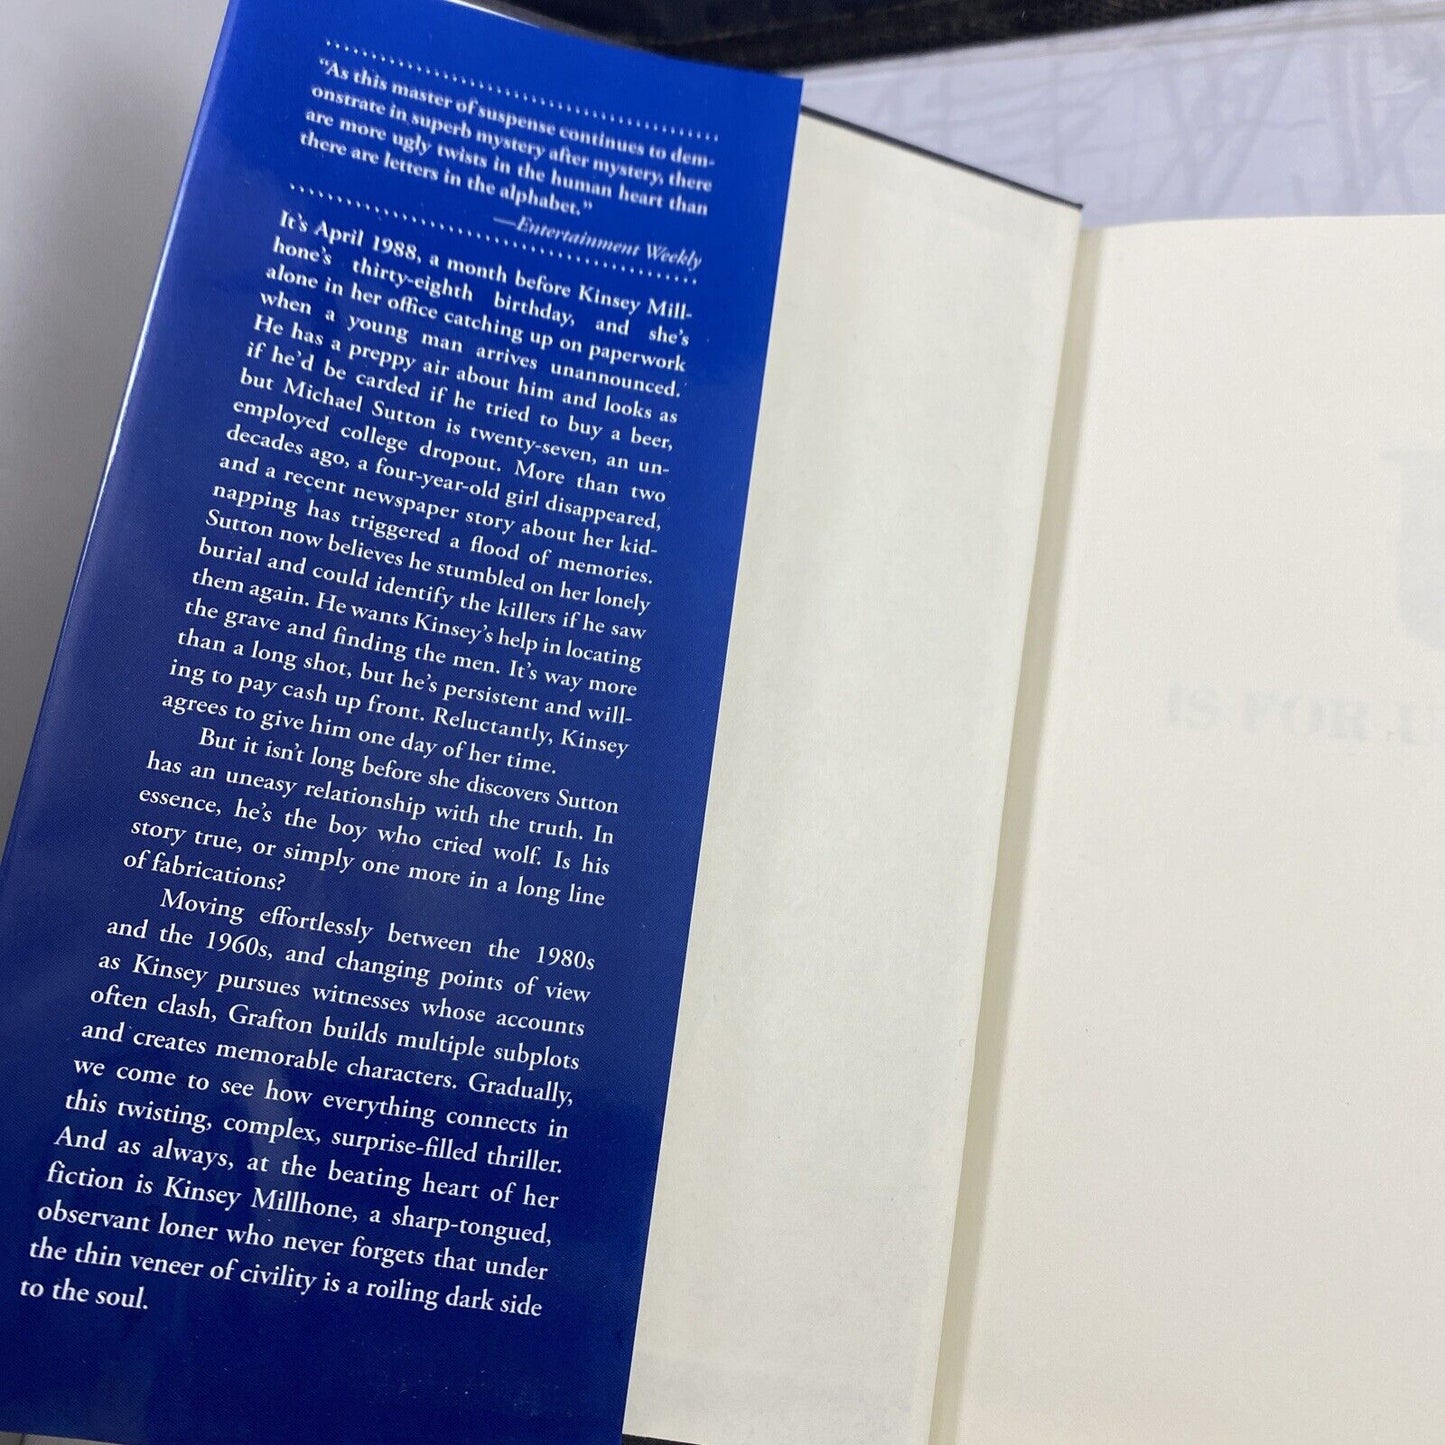 “As this master of suspense continues to dem-
onstrate in superb mystery after mystery, there
are more ugly twists in the human heart than
there are letters in the alphabet.”
—Entertainment Weekly
It’s April 1988, a month before Kinsey Mill-
hone’s thirty-eighth birthday, and she’s
alone in her office catching up on paperwork
when a young man arrives unannounced.
He has a preppy air about him and looks as
if he’d be carded if he tried to buy a beer,
but Michael Sutton is twenty-seven, an un-
employed college dropout. More than two
decades ago, a four-year-old girl disappeared,
and a recent newspaper story about her kid-
napping has triggered a flood of memories.
Sutton now believes he stumbled on her lonely
burial and could identify the killers if he saw
them again. He wants Kinsey’s help in locating
the grave and finding the men. It’s way more
than a long shot, but he’s persistent and will-
ing to pay cash up front. Reluctantly, Kinsey
agrees to give him one day of her time.
But it isn’t long before she discovers Sutton
has an uneasy relationship with the truth. In
essence, he’s the boy who cried wolf. Is his
story true, or simply one more in a long line
of fabrications?
Moving effortlessly between the 1980s
and the 1960s, and changing points of view
as Kinsey pursues witnesses whose accounts
often clash, Grafton builds multiple subplots
and creates memorable characters. Gradually,
we come to see how everything connects in
this twisting, complex, surprise-filled thriller.
And as always, at the beating heart of her
fiction is Kinsey Millhone, a sharp-tongued,
observant loner who never forgets that under
the thin veneer of civility is a roiling dark side
to the soul.
IS FOR U